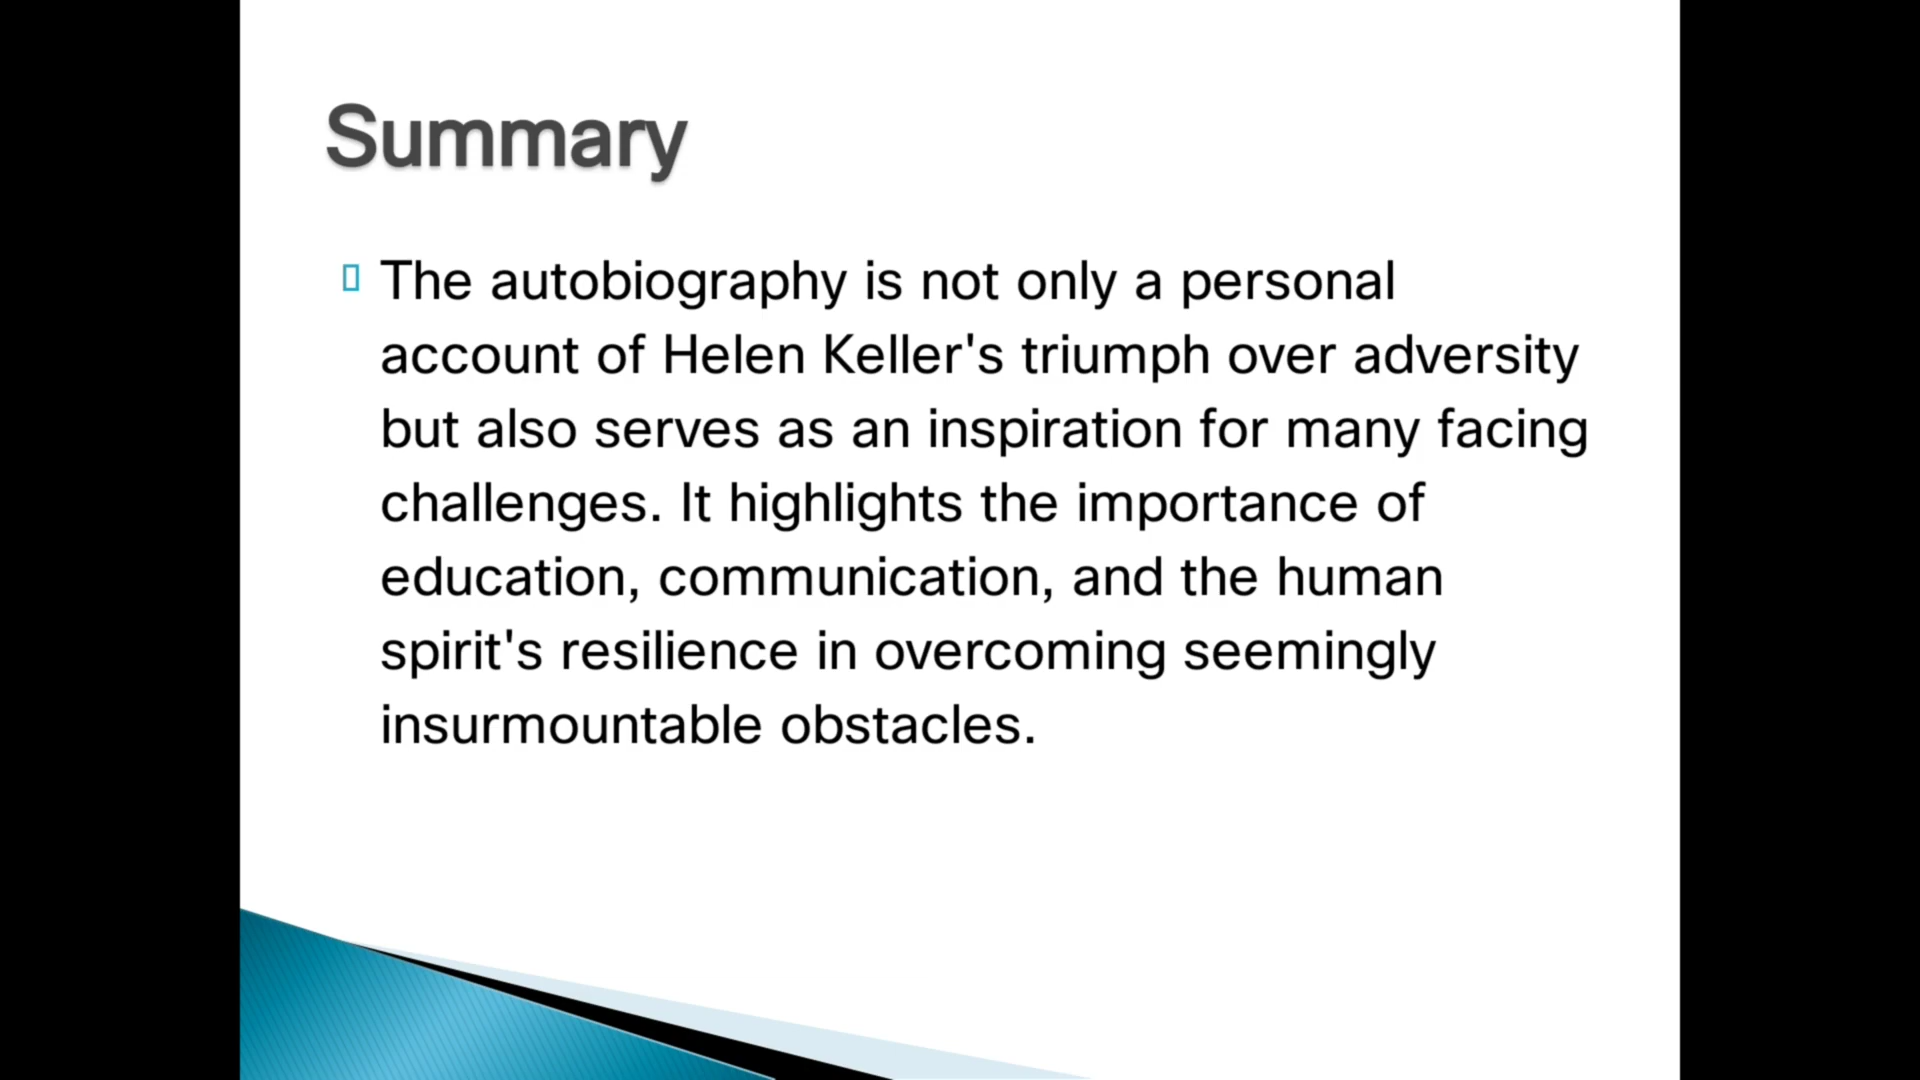 Summary
The autobiography is not only a personal
account of Helen Keller's triumph over adversity
but also serves as an inspiration for many facing
challenges. It highlights the importance of
education, communication, and the human
spirit's resilience in overcoming seemingly
insurmountable obstacles.